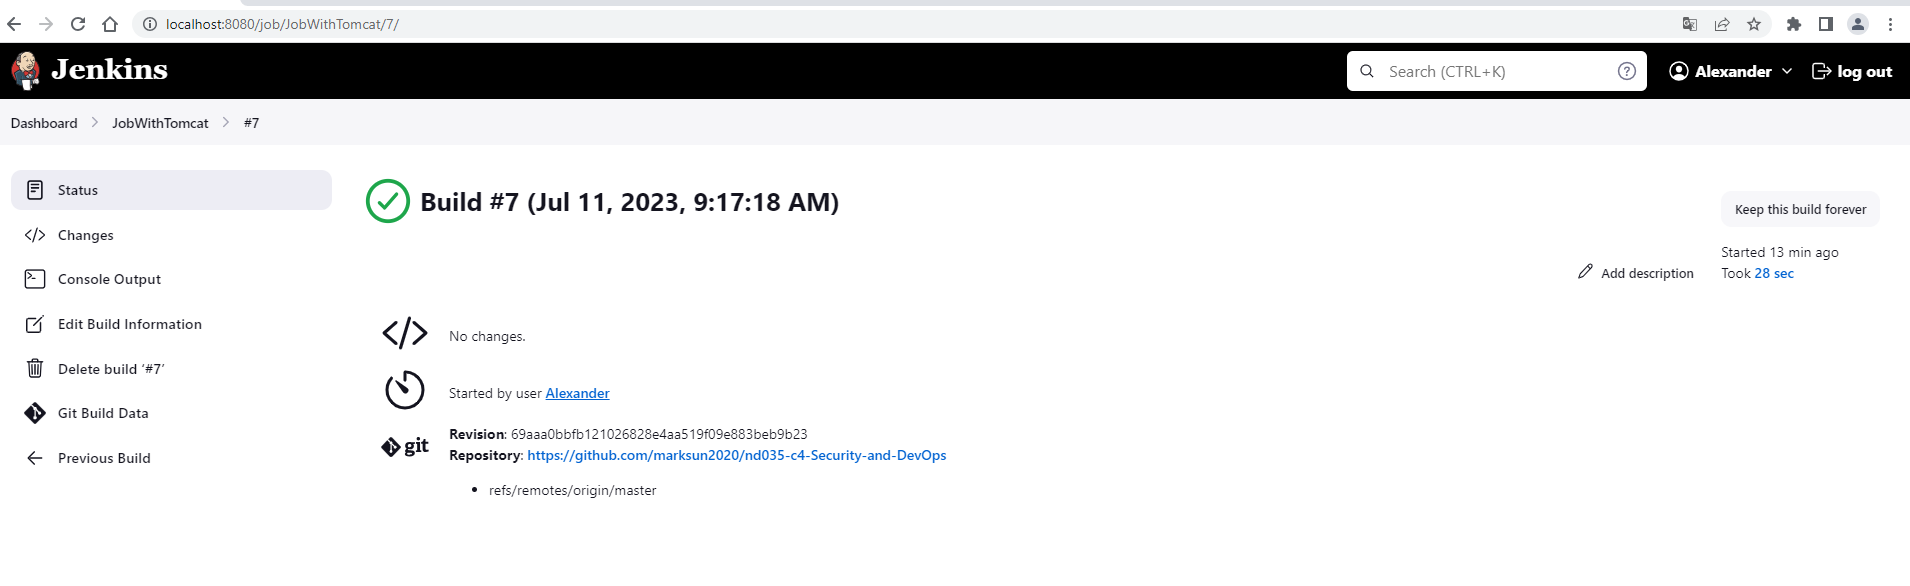 localhost:8080/job/JobWithTomcat/7/
Jenkins
Search (CTRL+K)
Alexander
log out
Dashboard
JobWithTomcat
#7
Status
Changes
Console Output
Edit Build Information
Delete build ‘#7’
Git Build Data
Previous Build
Build #7 (Jul 11, 2023, 9:17:18 AM)
Keep this build forever
Started 13 min ago
Took 28 sec
Add description
No changes.
Started by user Alexander
git
Revision: 69aaa0bbfb121026828e4aa519f09e883beb9b23
Repository: https://github.com/marksun2020/nd035-c4-Security-and-DevOps
• refs/remotes/origin/master